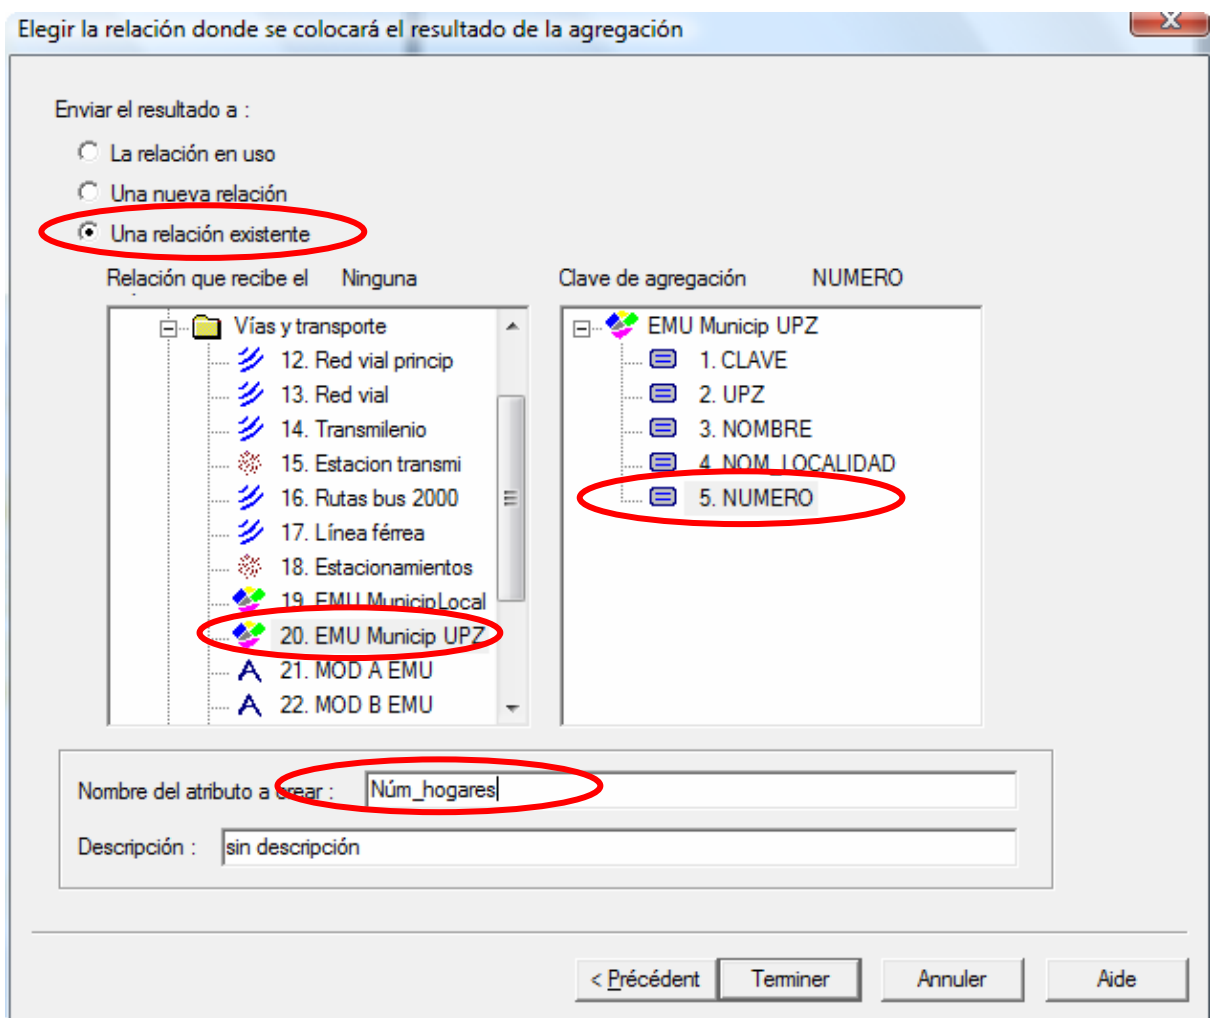 Elegir la relación donde se colocará el resultado de la agregación
X
Enviar el resultado a :
La relación en uso
Una nueva relación
Una relación existente
Relación que recibe el Ninguna
Clave de agregación NUMERO
Vías y transporte
12. Red vial princip
13. Red vial
14. Transmilenio
15. Estacion transmi
16. Rutas bus 2000
17. Línea férrea
18. Estacionamientos
19. EMU MunicipLocal
20. EMU Municip UPZ
21. MOD A EMU
22. MOD B EMU
EMU Municip UPZ
1. CLAVE
2. UPZ
3. NOMBRE
4. NOM_LOCALIDAD
5. NUMERO
Nombre del atributo a crear : Núm_hogares
Descripción : sin descripción
< Précédent Terminer Annuler Aide